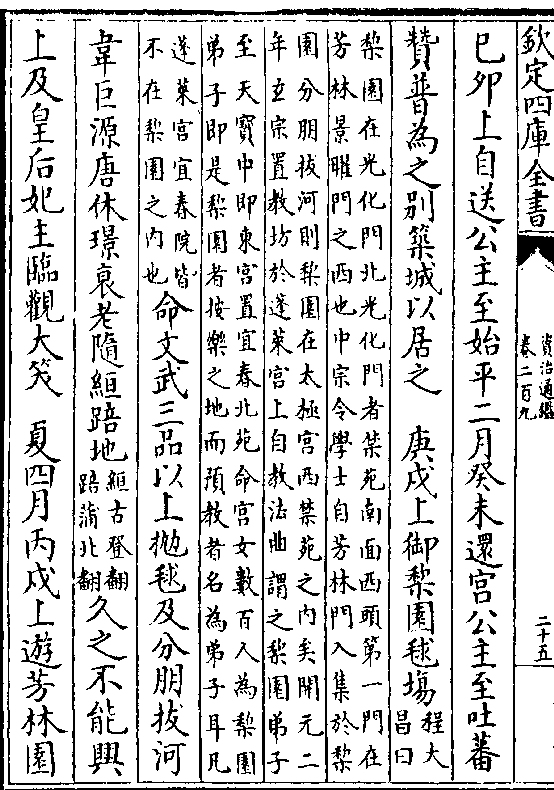 欽定四庫全書
資治通鑑
卷二百九
二十五
己卯上自送公主至始平二月癸未還宮公主至吐蕃
贊普為之別築城以居之　庚戌上御梨園毬場程大
昌曰
梨園在光化門北光化門者禁苑南面西頭第一門在
芳林景曜門之西也中宗令學士自芳林門入集於梨
園分朋拔河則梨園在太極宮西禁苑之内矣開元二
年玄宗置教坊於蓬萊宮上自教法曲謂之梨園弟子
至天寶中即東宮置宜春北苑命宮女數百人為梨園
弟子即是梨園者按樂之地而預教者名為弟子耳凡
蓬萊宮宜春院皆
不在梨園之内也命文武三品以上拋毬及分朋拔河
韋巨源唐休璟衰老隨絙踣地絙古登翻
踣蒲北翻久之不能興
上及皇后妃主臨觀大笑　夏四月丙戌上遊芳林園